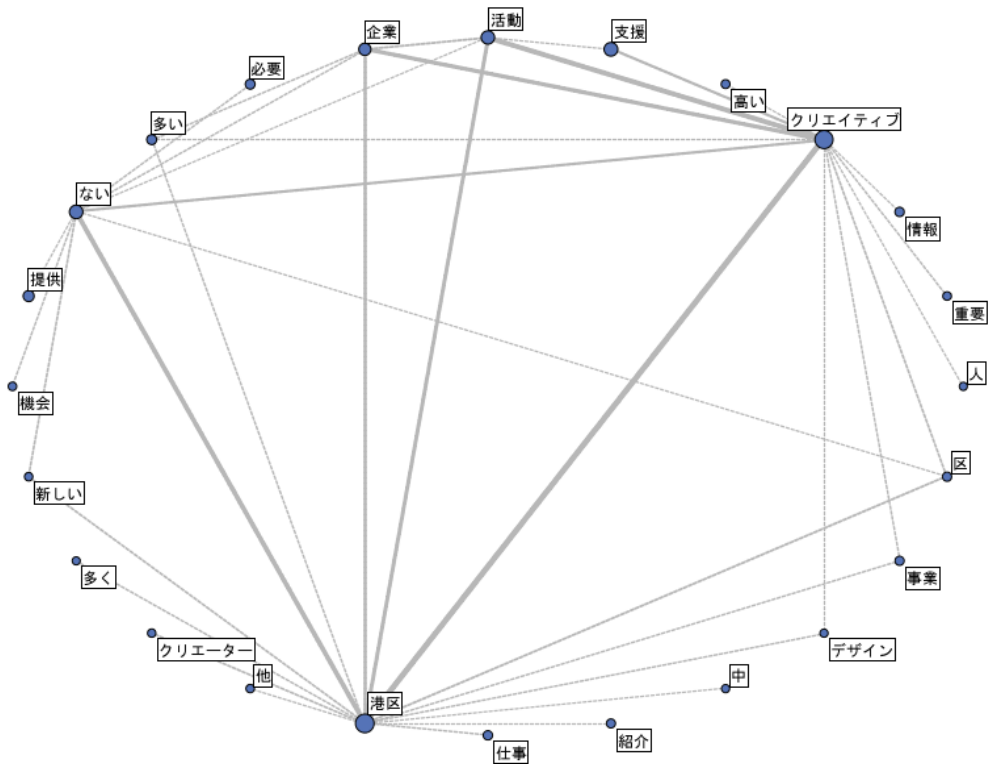 活動
企業
支援
必要
高い
多い
クリエイティブ
ない
情報
提供
重要
人
機会
区
新しい
多く
事業
クリエーター
デザイン
他
中
港区
紹介
仕事